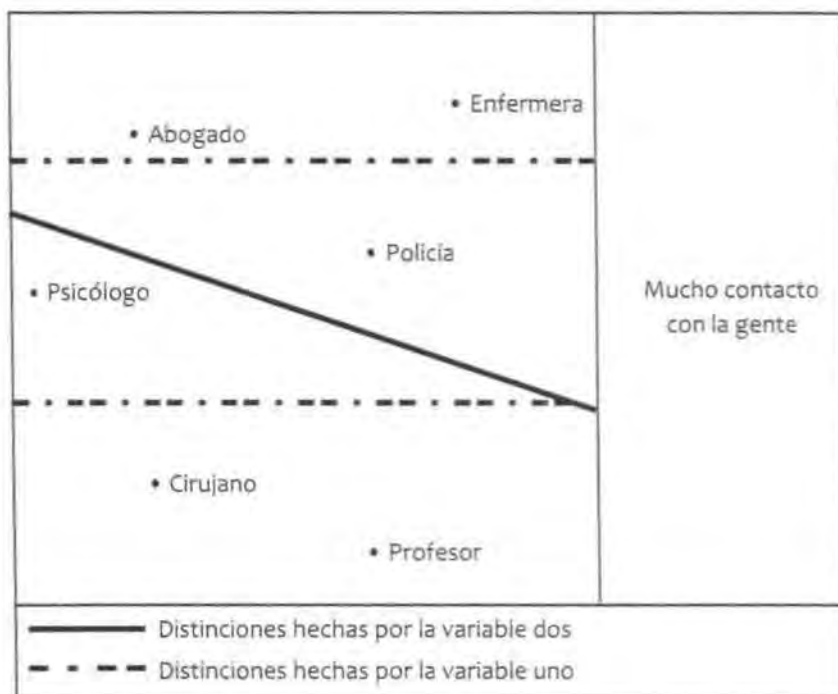 • Enfermera
• Abogado
• Policía
• Psicólogo
Mucho contacto
con la gente
• Cirujano
• Profesor
Distinciones hechas por la variable dos
Distinciones hechas por la variable uno